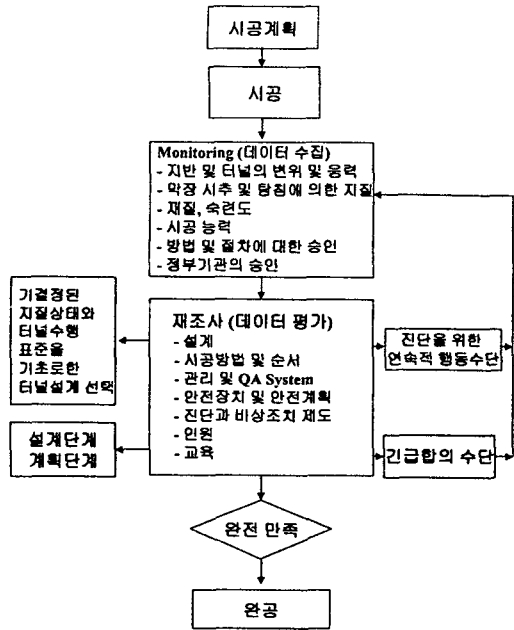 시공계획
시공
Monitoring (데이터 수집)
- 지반 및 터널의 변위 및 응력
- 막장 시추 및 탐침에 의한 지질
- 재질, 숙련도
- 시공 능력
- 방법 및 절차에 대한 승인
- 정부기관의 승인
기결정된
지질상태와
터널수행
표준을
기초로한
터널설계 선택
재조사 (데이터 평가)
- 설계
- 시공방법 및 순서
- 관리 및 QA System
- 안전장치 및 안전계획
- 진단과 비상조치 제도
- 인원
- 교육
진단을 위한
연속적 행동수단
설계단계
계획단계
긴급합의 수단
완전 만족
완공